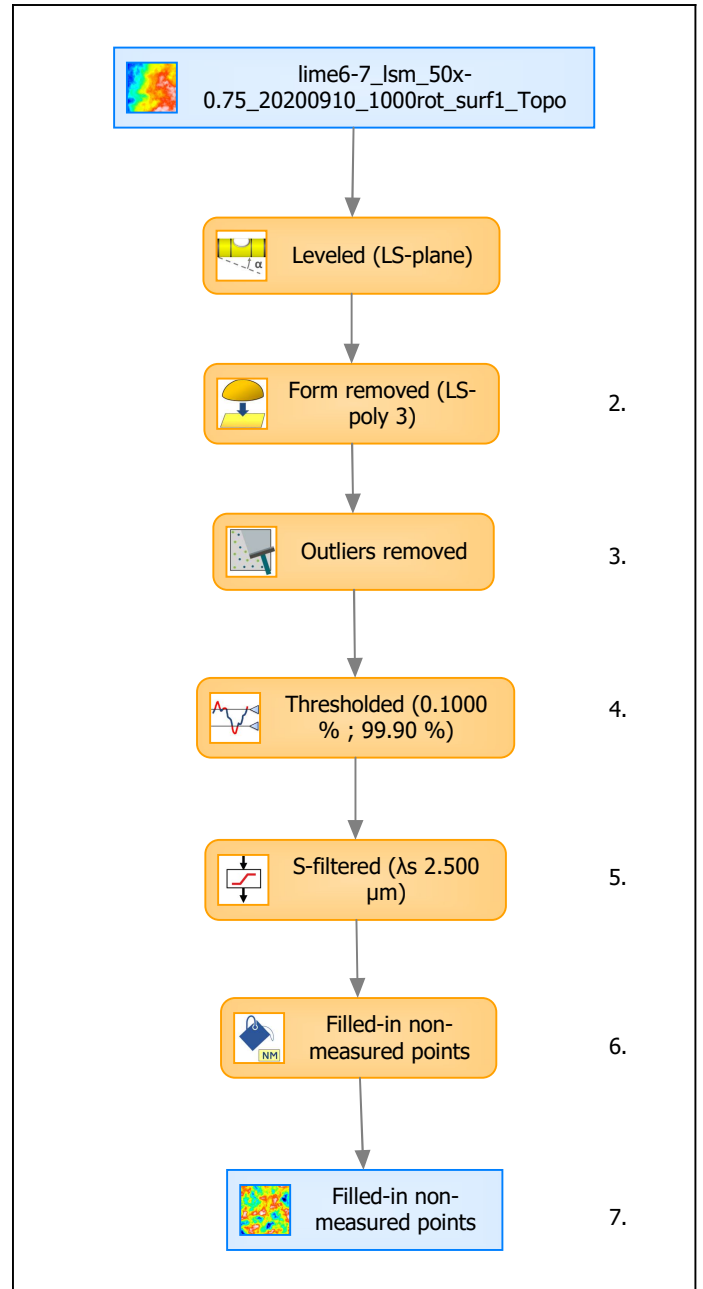 lime6-7_lsm_50x-
0.75_20200910_1000rot_surf1_Topo
α
Leveled (LS-plane)
Form removed (LS-
poly 3)
2.
Outliers removed
3.
Thresholded (0.1000
% ; 99.90 %)
4.
S-filtered (λs 2.500
µm)
5.
Filled-in non-
measured points
NM
6.
Filled-in non-
measured points
7.